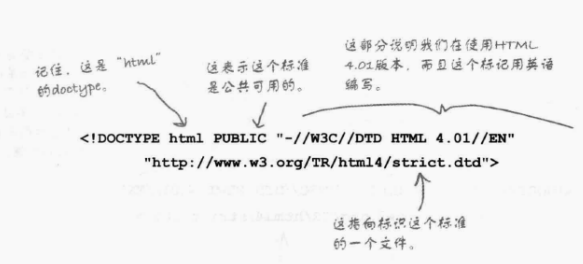 记住，这是“html”
的doctype。
这表示这个标准
是公共可用的。
这部分说明我们在使用HTML
4.01版本，而且这个标记用英语
编写。
<!DOCTYPE html PUBLIC "-//W3C//DTD HTML 4.01//EN"
"http://www.w3.org/TR/html4/strict.dtd">
这指向标识这个标准
的一个文件。